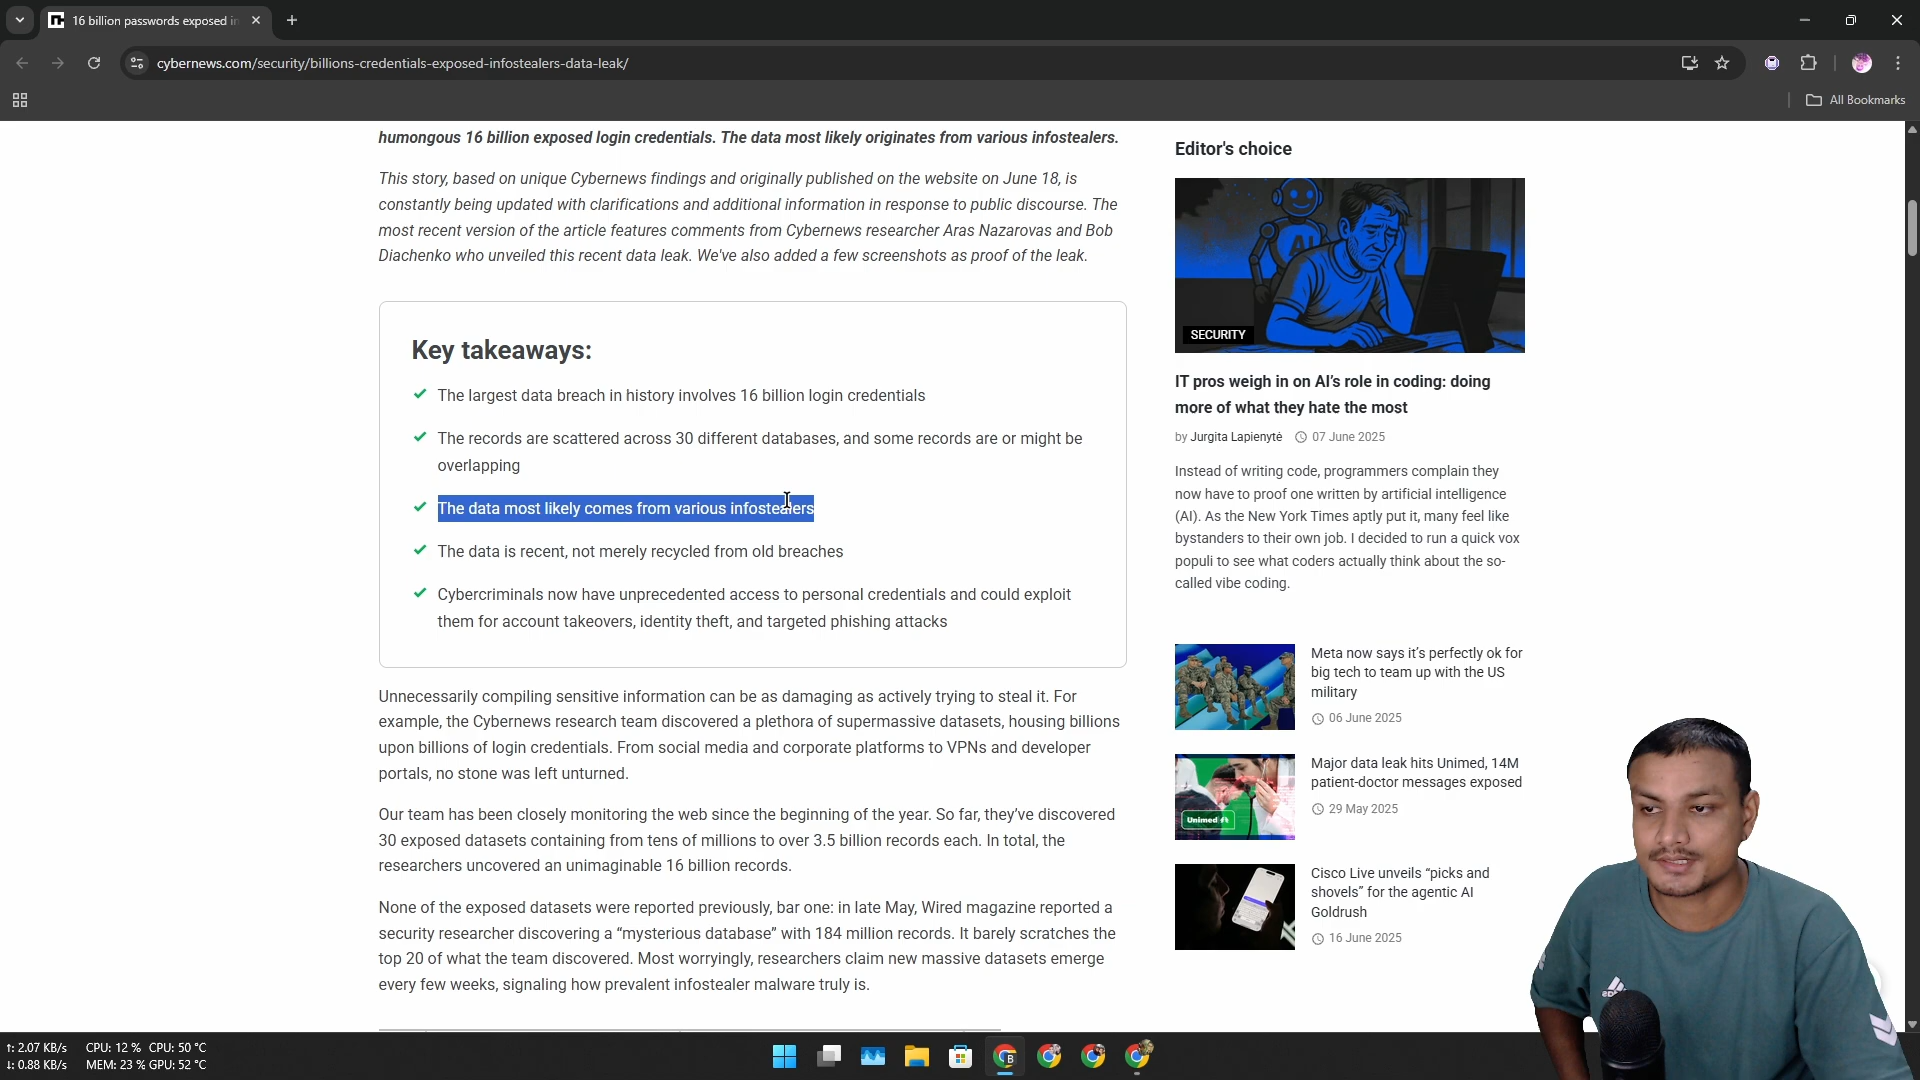 16 billion passwords exposed in
cybernews.com/security/billions-credentials-exposed-infostealers-data-leak/
All Bookmarks
humongous 16 billion exposed login credentials. The data most likely originates from various infostealers.
This story, based on unique Cybernews findings and originally published on the website on June 18, is
constantly being updated with clarifications and additional information in response to public discourse. The
most recent version of the article features comments from Cybernews researcher Aras Nazarovas and Bob
Diachenko who unveiled this recent data leak. We've also added a few screenshots as proof of the leak.
Key takeaways:
The largest data breach in history involves 16 billion login credentials
The records are scattered across 30 different databases, and some records are or might be
overlapping
The data most likely comes from various infostealers
The data is recent, not merely recycled from old breaches
Cybercriminals now have unprecedented access to personal credentials and could exploit
them for account takeovers, identity theft, and targeted phishing attacks
Unnecessarily compiling sensitive information can be as damaging as actively trying to steal it. For
example, the Cybernews research team discovered a plethora of supermassive datasets, housing billions
upon billions of login credentials. From social media and corporate platforms to VPNs and developer
portals, no stone was left unturned.
Our team has been closely monitoring the web since the beginning of the year. So far, they’ve discovered
30 exposed datasets containing from tens of millions to over 3.5 billion records each. In total, the
researchers uncovered an unimaginable 16 billion records.
None of the exposed datasets were reported previously, bar one: in late May, Wired magazine reported a
security researcher discovering a “mysterious database” with 184 million records. It barely scratches the
top 20 of what the team discovered. Most worryingly, researchers claim new massive datasets emerge
every few weeks, signaling how prevalent infostealer malware truly is.
Editor's choice
AI
SECURITY
IT pros weigh in on AI’s role in coding: doing
more of what they hate the most
by Jurgita Lapienytė 07 June 2025
Instead of writing code, programmers complain they
now have to proof one written by artificial intelligence
(AI). As the New York Times aptly put it, many feel like
bystanders to their own job. I decided to run a quick vox
populi to see what coders actually think about the so-
called vibe coding.
Meta now says it’s perfectly ok for
big tech to team up with the US
military
06 June 2025
Unimed
Major data leak hits Unimed, 14M
patient-doctor messages exposed
29 May 2025
Cisco Live unveils “picks and
shovels” for the agentic AI
Goldrush
16 June 2025
adidas
↑: 2.07 KB/s CPU: 12 % CPU: 50 °C
↓: 0.88 KB/s MEM: 23 % GPU: 52 °C
B